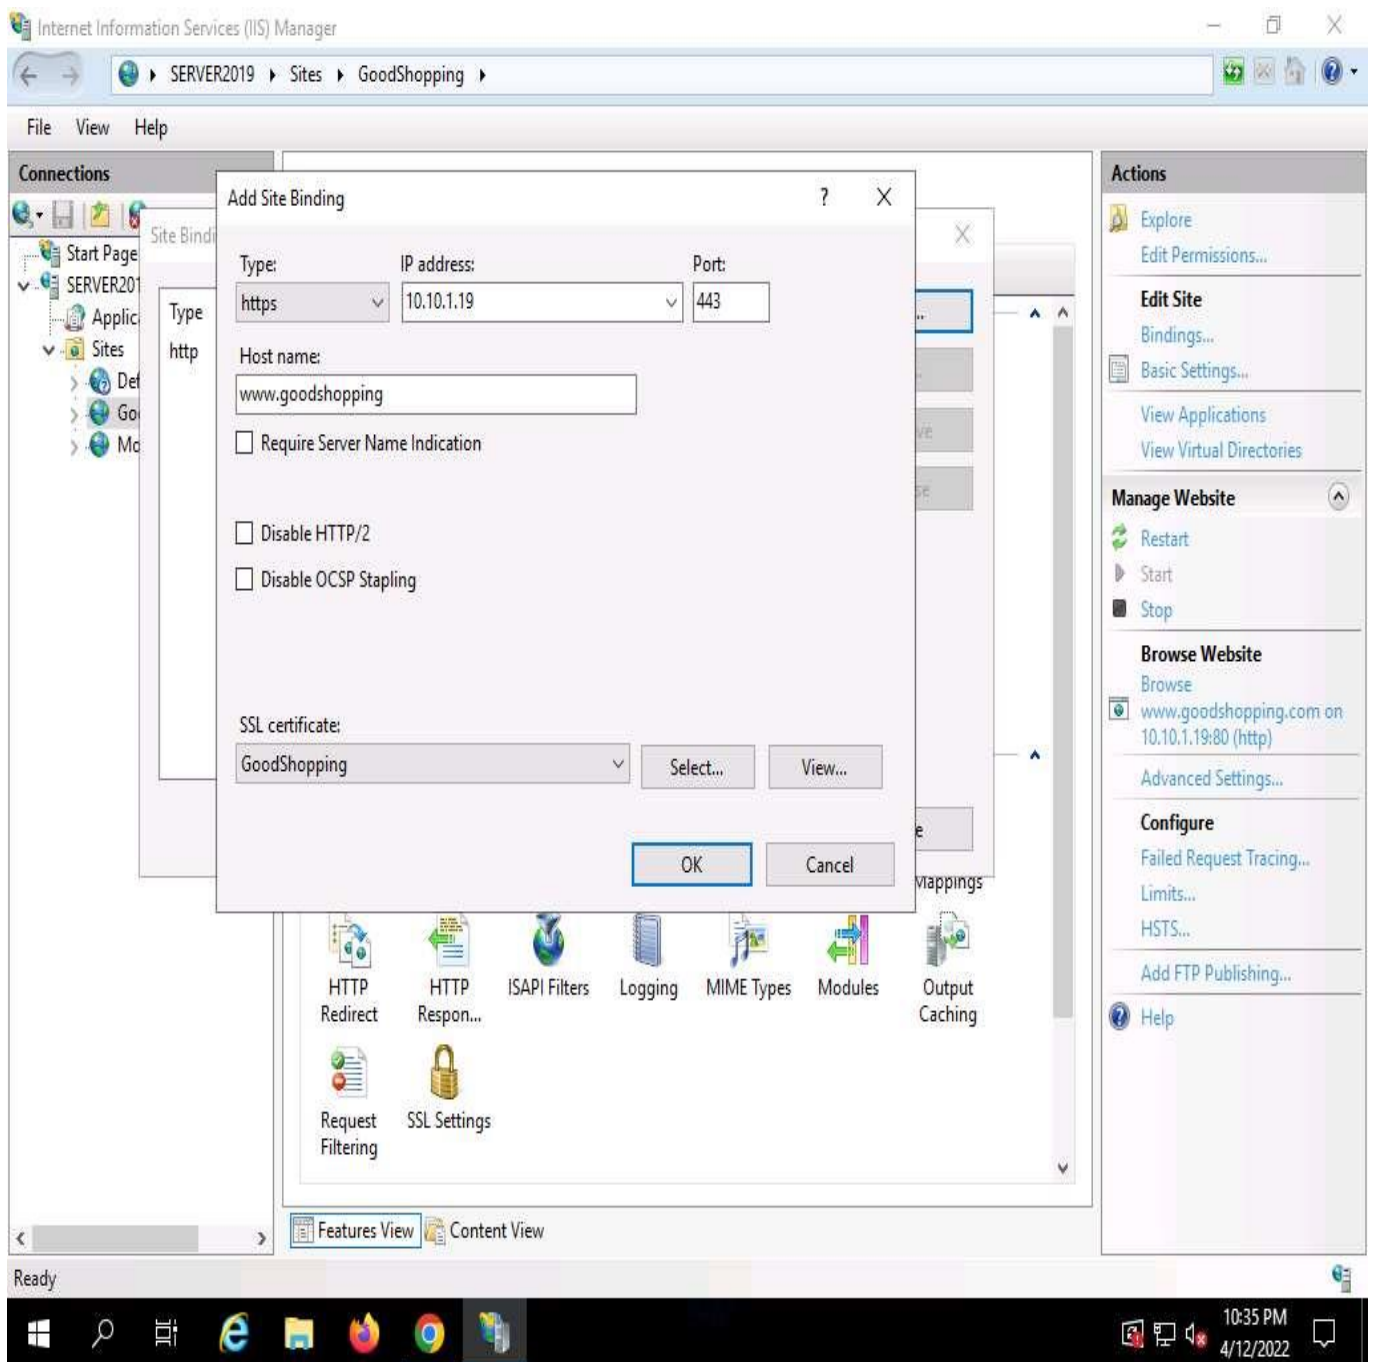 Internet Information Services (IIS) Manager
SERVER2019 Sites GoodShopping
File View Help
Connections
Start Page
SERVER201
Applic
Sites
Def
Go
Mo
Site Bindi
Type
http
Add Site Binding
?
Type: IP address: Port:
https 10.10.1.19 443
Host name:
www.goodshopping
Require Server Name Indication
Disable HTTP/2
Disable OCSP Stapling
SSL certificate:
GoodShopping Select... View...
OK Cancel
Mappings
HTTP Redirect
HTTP Respon...
ISAPI Filters
Logging
MIME Types
Modules
Output Caching
Request Filtering
SSL Settings
Features View Content View
Actions
Explore
Edit Permissions...
Edit Site
Bindings...
Basic Settings...
View Applications
View Virtual Directories
Manage Website
Restart
Start
Stop
Browse Website
Browse
www.goodshopping.com on
10.10.1.19:80 (http)
Advanced Settings...
Configure
Failed Request Tracing...
Limits...
HSTS...
Add FTP Publishing...
Help
Ready
10:35 PM
4/12/2022